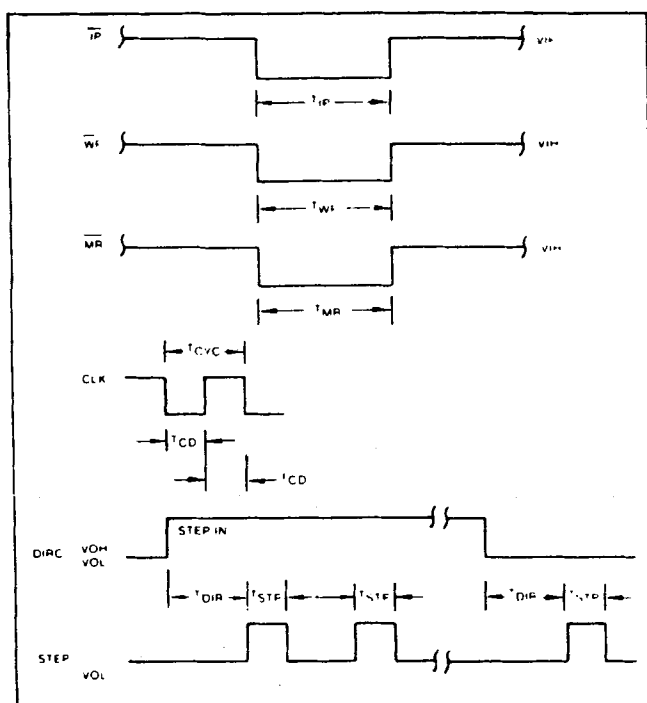 IP VIH
TIP
WF VIH
TWF
MR VIH
TMR
TCYC
CLK
TCD
TCD
STEP IN
DIRC VOH
VOL
TDIR TSTP TSTP TDIR TSTP
STEP
VOL